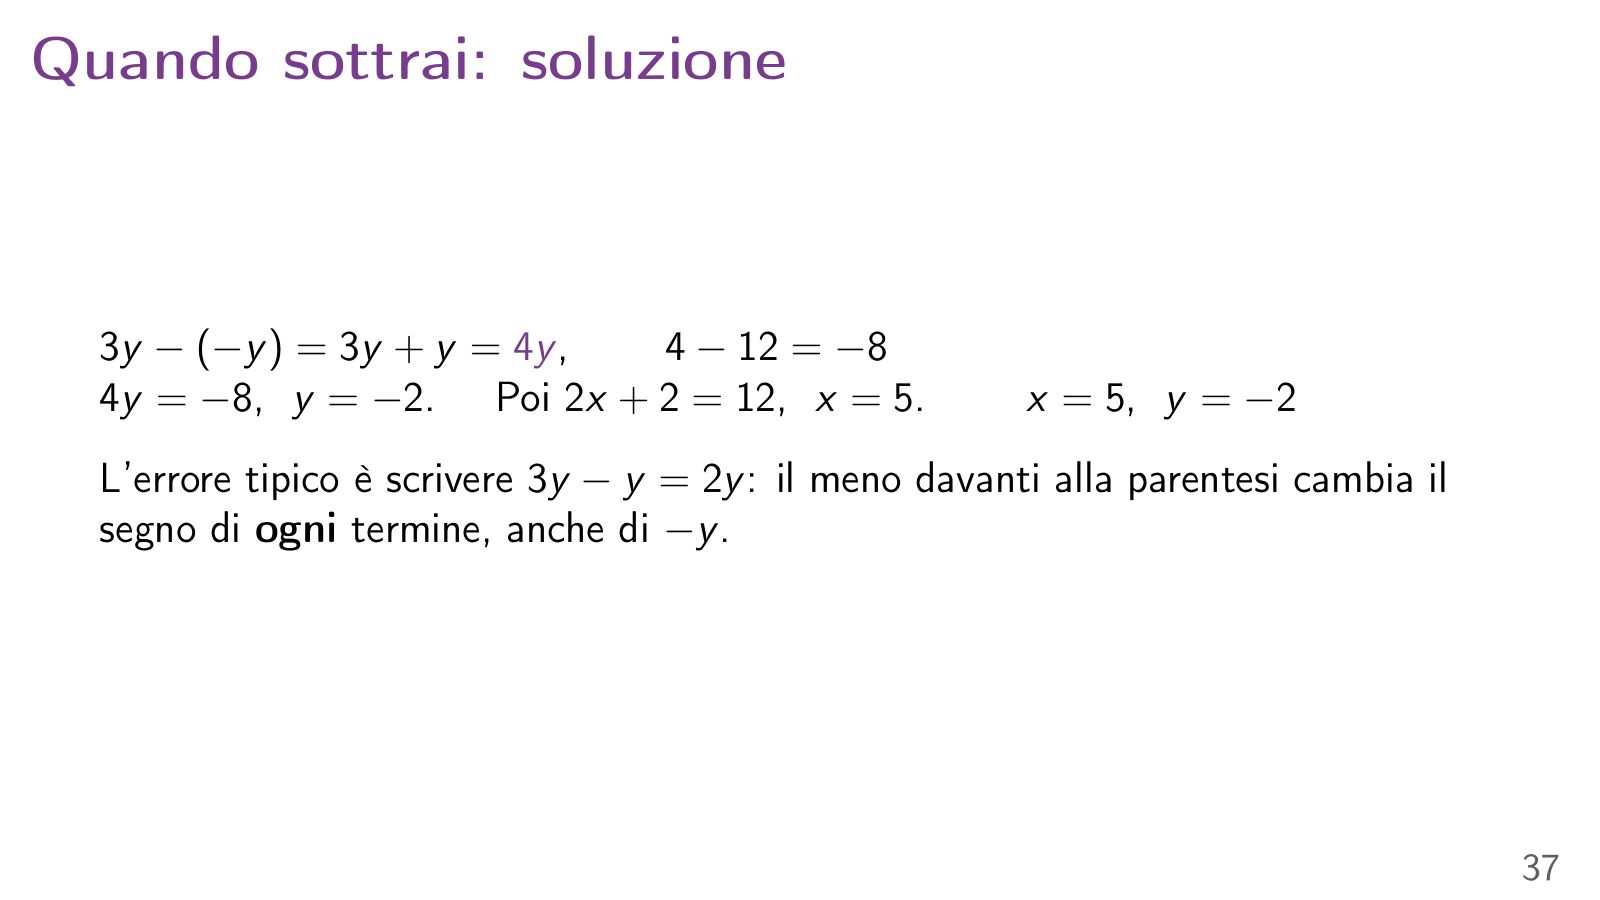 Quando sottrai: soluzione
3y − (−y) = 3y + y = 4y, 4 − 12 = −8
4y = −8, y = −2. Poi 2x + 2 = 12, x = 5. x = 5, y = −2
L'errore tipico è scrivere 3y − y = 2y: il meno davanti alla parentesi cambia il
segno di ogni termine, anche di −y.
37